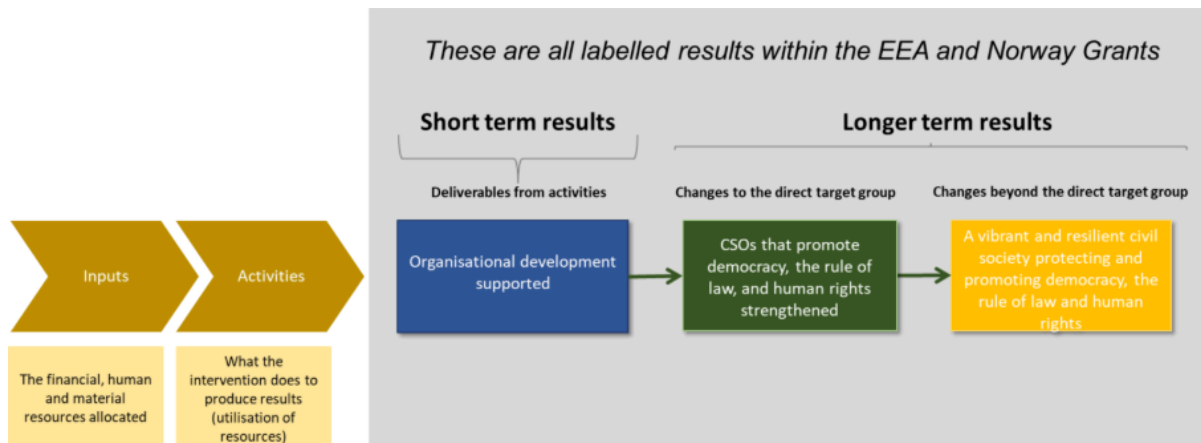 These are all labelled results within the EEA and Norway Grants
Short term results
Longer term results
Deliverables from activities
Changes to the direct target group
Changes beyond the direct target group
Inputs
Activities
Organisational development
supported
CSOs that promote
democracy, the rule of
law, and human rights
strengthened
A vibrant and resilient civil
society protecting and
promoting democracy, the
rule of law and human
rights
The financial, human
and material
resources allocated
What the
intervention does to
produce results
(utilisation of
resources)